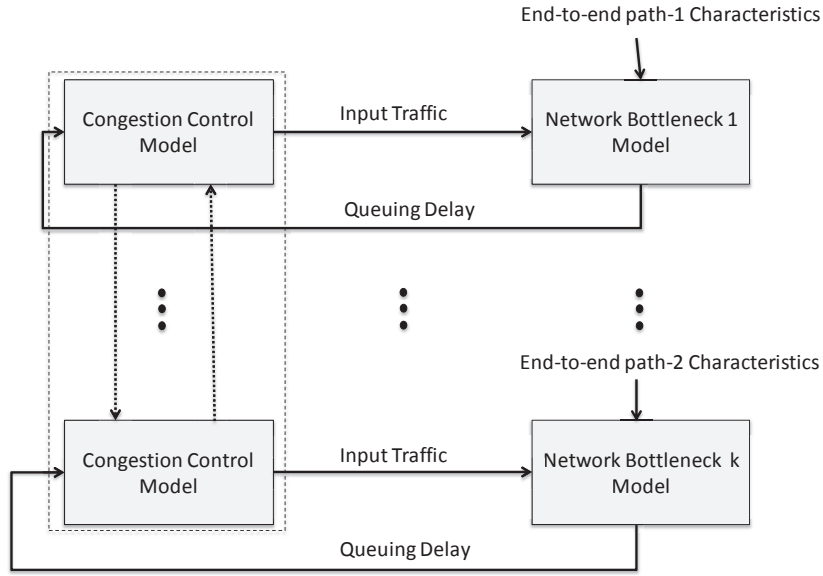 End-to-end path-1 Characteristics
Congestion Control
Model
Input Traffic
Network Bottleneck 1
Model
Queuing Delay
End-to-end path-2 Characteristics
Congestion Control
Model
Input Traffic
Network Bottleneck k
Model
Queuing Delay